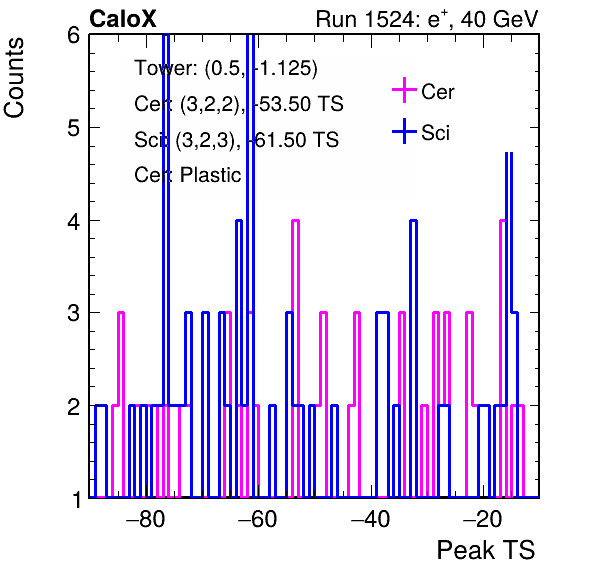 CaloX Run 1524: e+, 40 GeV
Counts
6
5
4
3
2
1
Tower: (0.5, -1.125)
Cer: (3,2,2), -53.50 TS
Sci: (3,2,3), -61.50 TS
Cer: Plastic
Cer
Sci
−80 −60 −40 −20
Peak TS